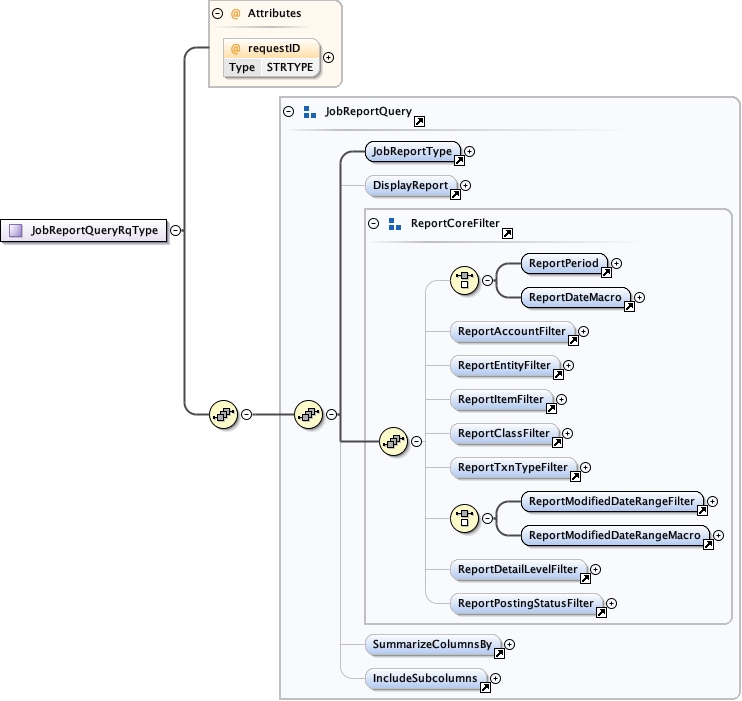 @ Attributes
@ requestID
Type STRTYPE
JobReportQuery
JobReportType
DisplayReport
ReportCoreFilter
JobReportQueryRqType
ReportPeriod
ReportDateMacro
ReportAccountFilter
ReportEntityFilter
ReportItemFilter
ReportClassFilter
ReportTxnTypeFilter
ReportModifiedDateRangeFilter
ReportModifiedDateRangeMacro
ReportDetailLevelFilter
ReportPostingStatusFilter
SummarizeColumnsBy
IncludeSubcolumns